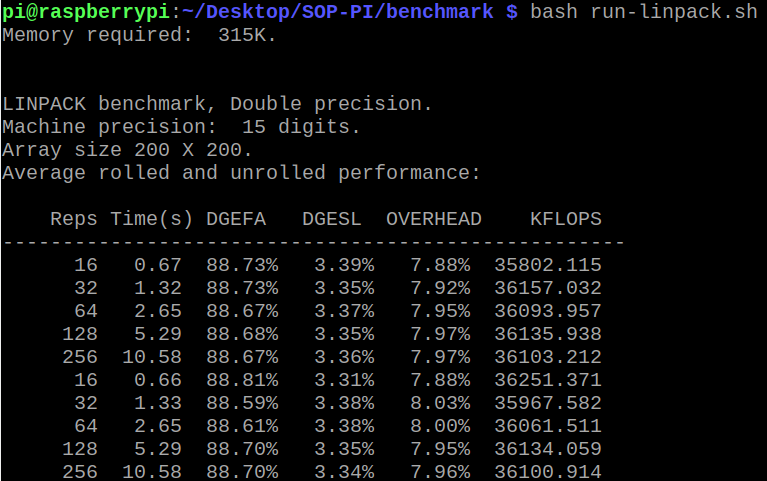 pi@raspberrypi:~/Desktop/SOP-PI/benchmark $ bash run-linpack.sh
Memory required:  315K.
LINPACK benchmark, Double precision.
Machine precision:  15 digits.
Array size 200 X 200.
Average rolled and unrolled performance:
    Reps Time(s) DGEFA   DGESL  OVERHEAD    KFLOPS
----------------------------------------------------
      16   0.67  88.73%   3.39%   7.88%  35802.115
      32   1.32  88.73%   3.35%   7.92%  36157.032
      64   2.65  88.67%   3.37%   7.95%  36093.957
     128   5.29  88.68%   3.35%   7.97%  36135.938
     256  10.58  88.67%   3.36%   7.97%  36103.212
      16   0.66  88.81%   3.31%   7.88%  36251.371
      32   1.33  88.59%   3.38%   8.03%  35967.582
      64   2.65  88.61%   3.38%   8.00%  36061.511
     128   5.29  88.70%   3.35%   7.95%  36134.059
     256  10.58  88.70%   3.34%   7.96%  36100.914